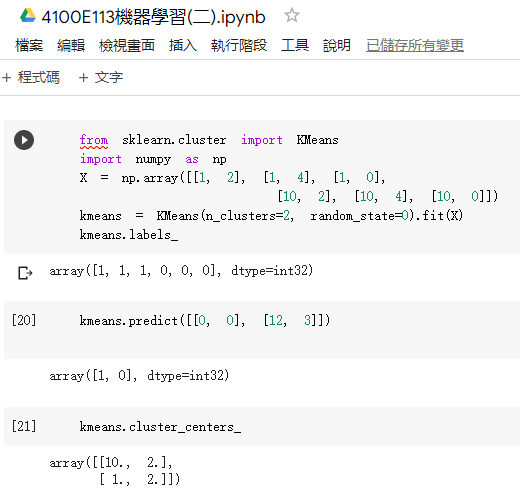 4100E113機器學習(二).ipynb
檔案 編輯 檢視畫面 插入 執行階段 工具 說明 已儲存所有變更
+ 程式碼 + 文字
from sklearn.cluster import KMeans
import numpy as np
X = np.array([[1, 2], [1, 4], [1, 0],
[10, 2], [10, 4], [10, 0]])
kmeans = KMeans(n_clusters=2, random_state=0).fit(X)
kmeans.labels_
array([1, 1, 1, 0, 0, 0], dtype=int32)
[20] kmeans.predict([[0, 0], [12, 3]])
array([1, 0], dtype=int32)
[21] kmeans.cluster_centers_
array([[10., 2.],
[ 1., 2.]])